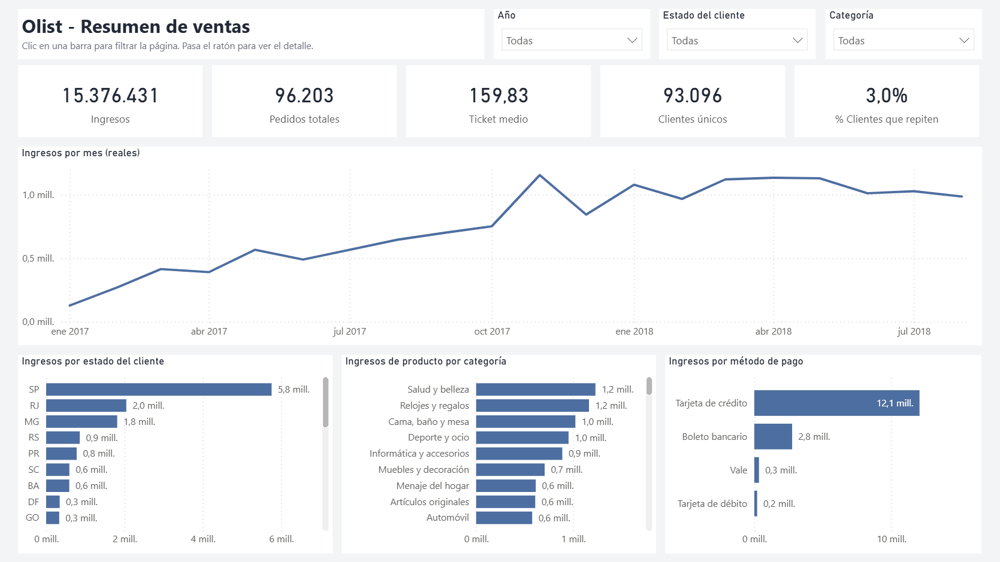 Olist - Resumen de ventas
Clic en una barra para filtrar la página. Pasa el ratón para ver el detalle.
Año
Todas
Estado del cliente
Todas
Categoría
Todas
15.376.431
Ingresos
96.203
Pedidos totales
159,83
Ticket medio
93.096
Clientes únicos
3,0%
% Clientes que repiten
Ingresos por mes (reales)
1,0 mill.
0,5 mill.
0,0 mill.
ene 2017
abr 2017
jul 2017
oct 2017
ene 2018
abr 2018
jul 2018
Ingresos por estado del cliente
SP 5,8 mill.
RJ 2,0 mill.
MG 1,8 mill.
RS 0,9 mill.
PR 0,8 mill.
SC 0,6 mill.
BA 0,6 mill.
DF 0,3 mill.
GO 0,3 mill.
0 mill. 2 mill. 4 mill. 6 mill.
Ingresos de producto por categoría
Salud y belleza 1,2 mill.
Relojes y regalos 1,2 mill.
Cama, baño y mesa 1,0 mill.
Deporte y ocio 1,0 mill.
Informática y accesorios 0,9 mill.
Muebles y decoración 0,7 mill.
Menaje del hogar 0,6 mill.
Artículos originales 0,6 mill.
Automóvil 0,6 mill.
0 mill. 1 mill.
Ingresos por método de pago
Tarjeta de crédito 12,1 mill.
Boleto bancario 2,8 mill.
Vale 0,3 mill.
Tarjeta de débito 0,2 mill.
0 mill. 10 mill.